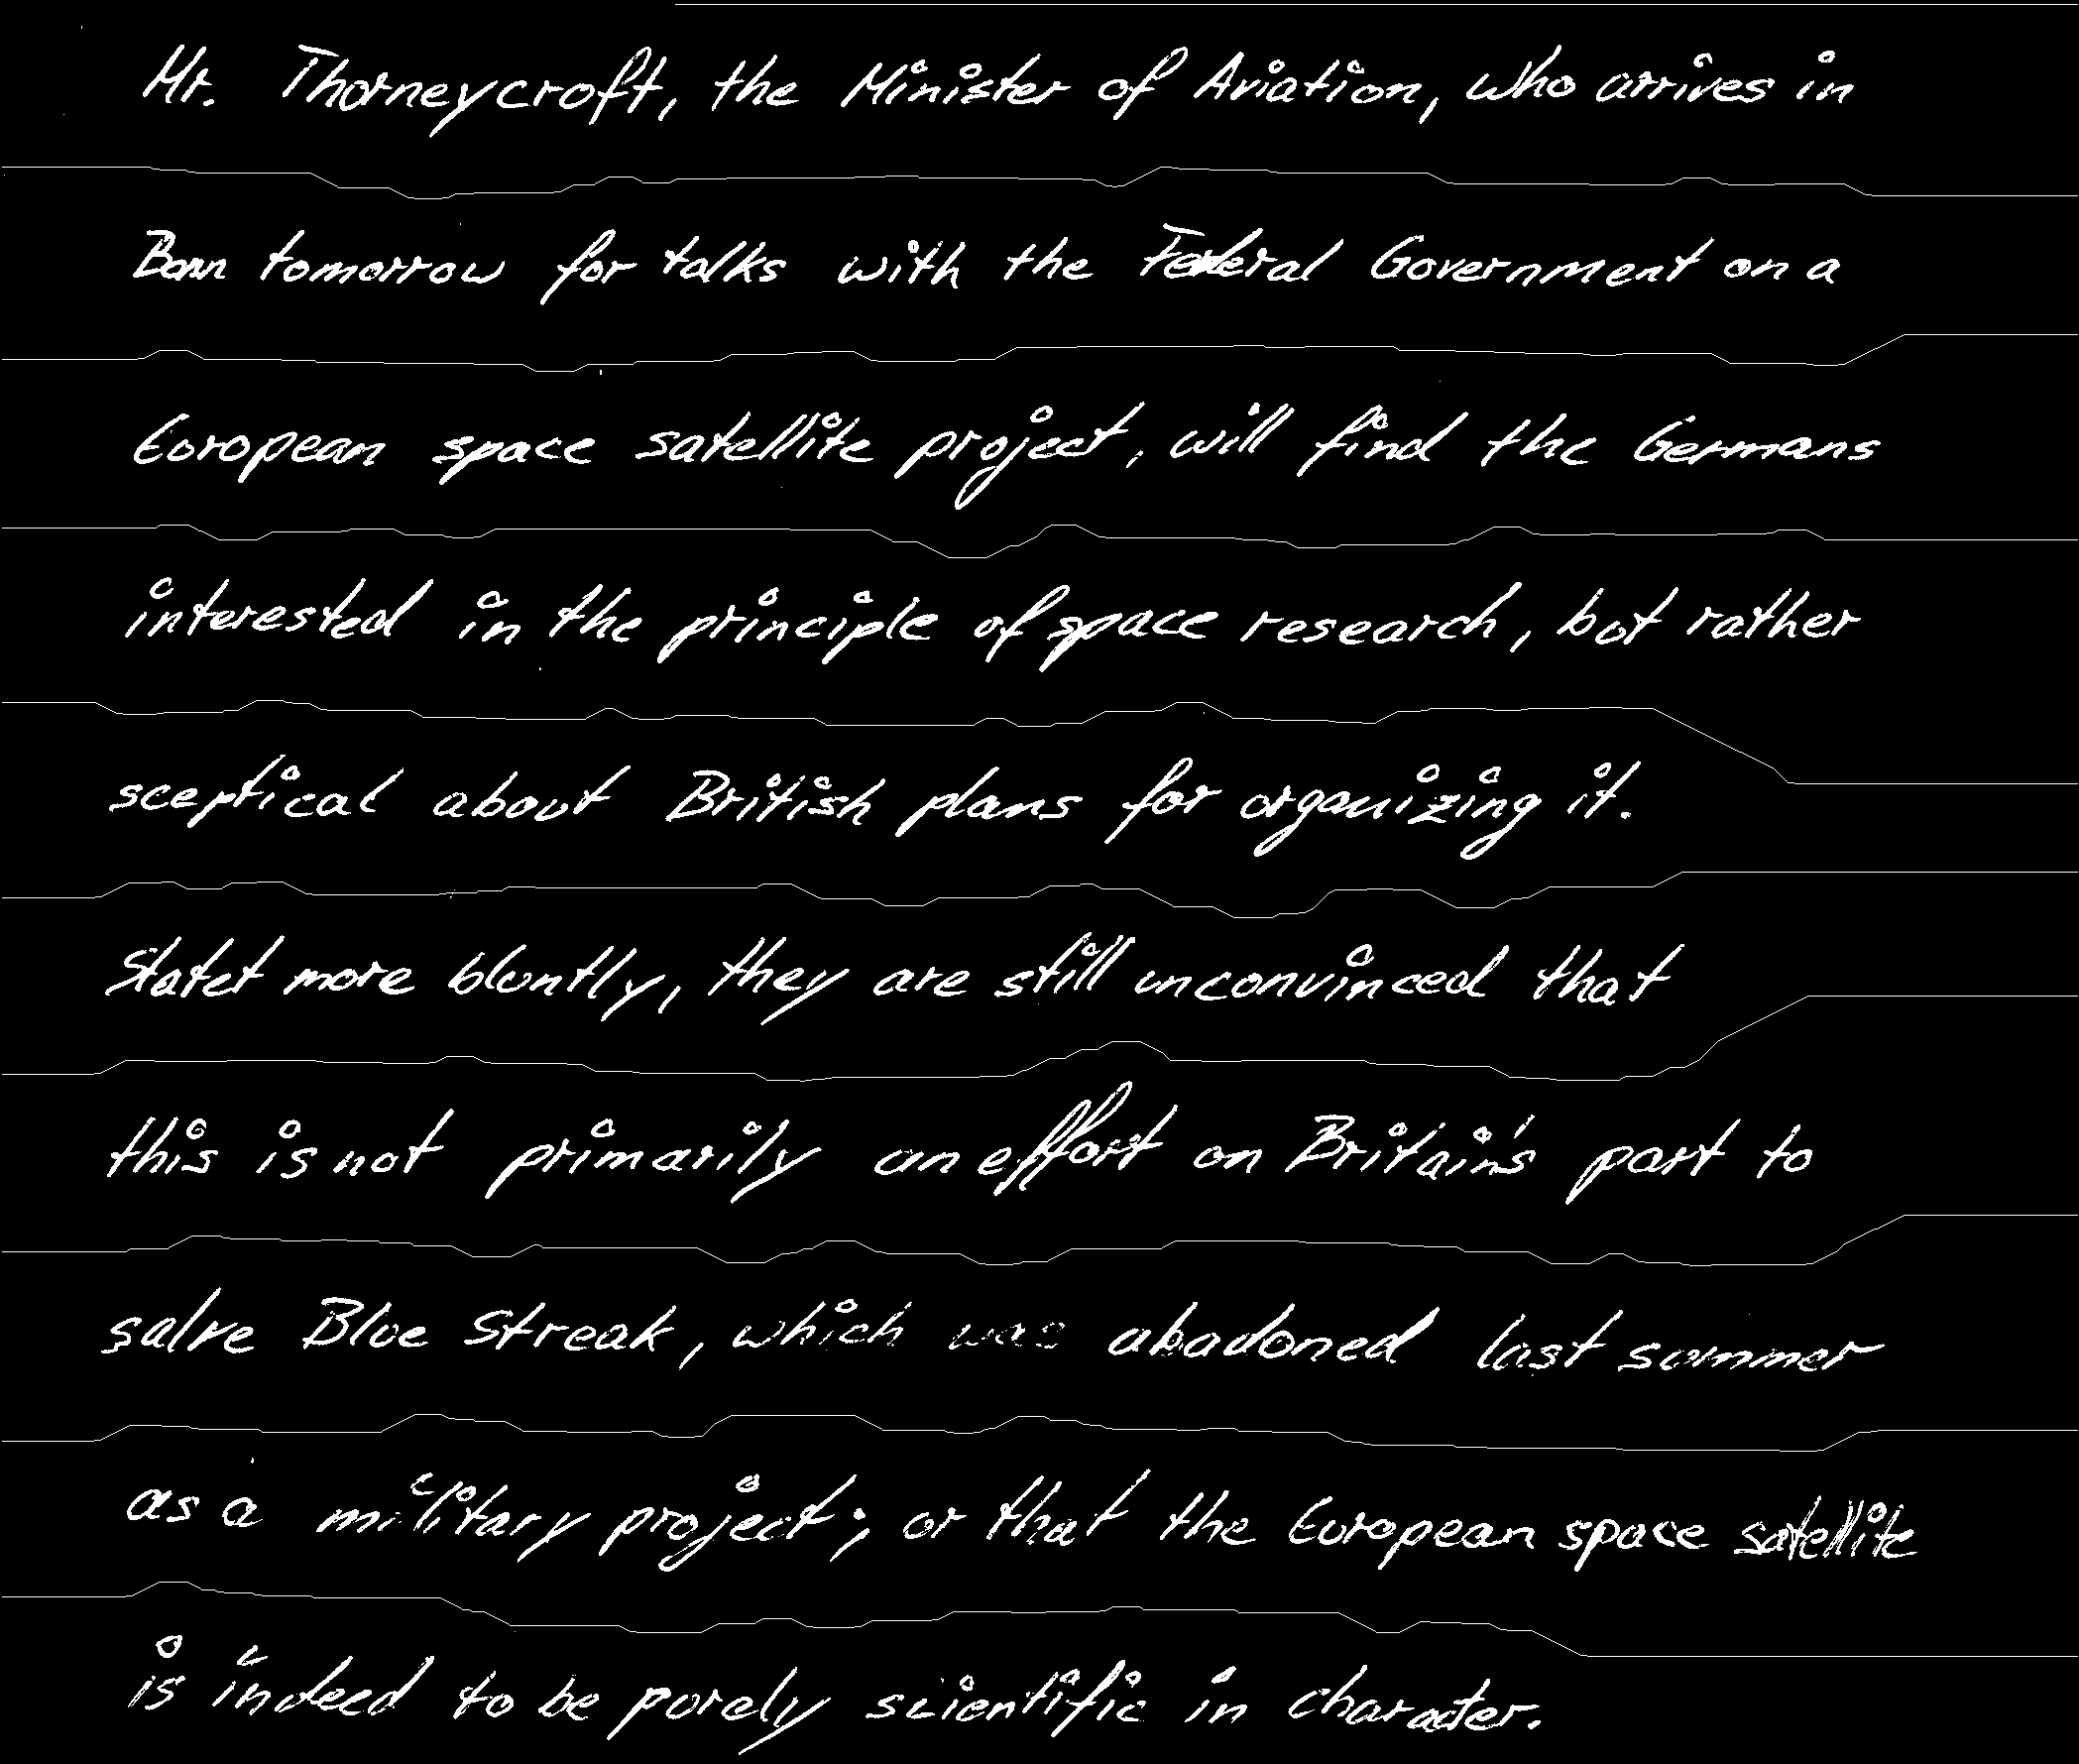 Mr. Thorneycroft, the Minister of Aviation, who arrives in
Bonn tomorrow for talks with the Federal Government on a
European space satellite project, will find the Germans
interested in the principle of space research, but rather
sceptical about British plans for organizing it.
Statet more bluntly, they are still unconvinced that
this is not primarily an effort on Britain's part to
salve Blue Streak, which was abadoned last summer
as a military project; or that the European space satellite
is indeed to be purely scientific in character.